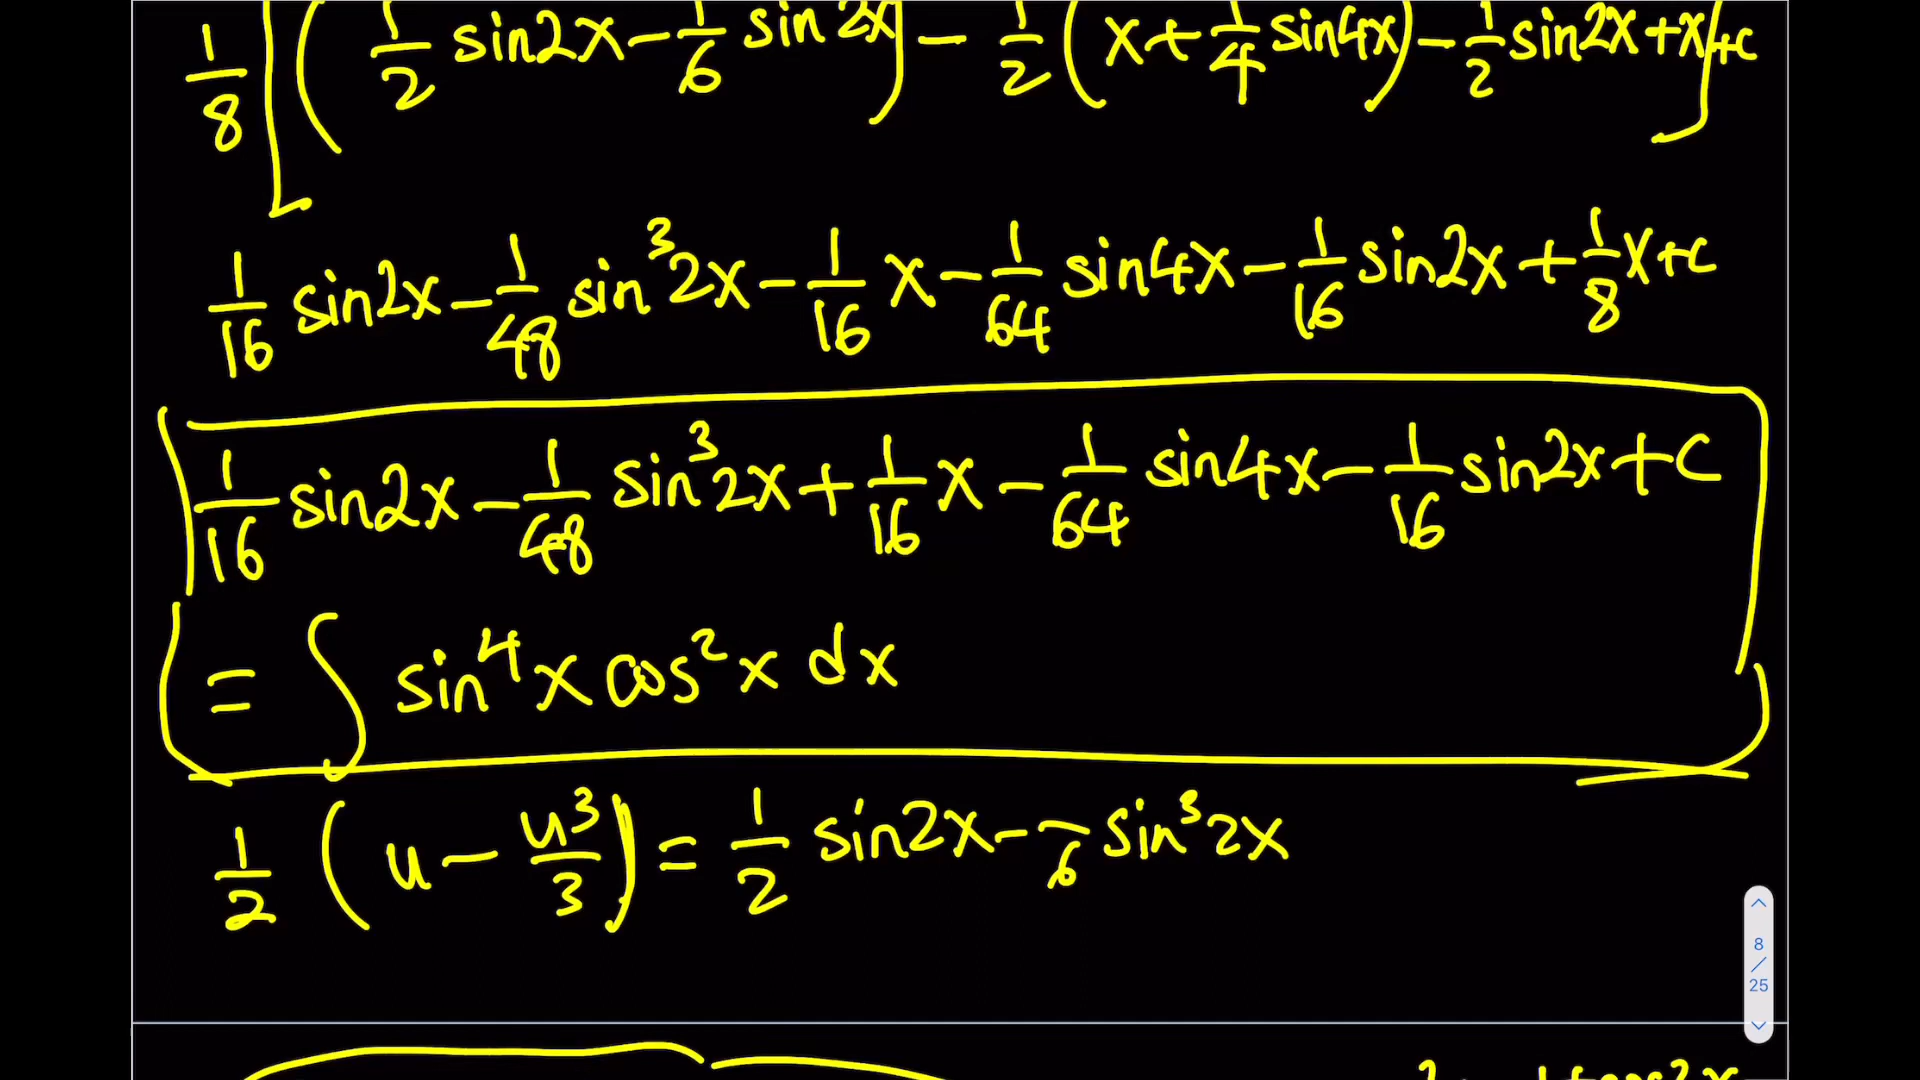 1/8 [(1/2 sin2x - 1/6 sin 2x) - 1/2 (x + 1/4 sin4x) - 1/2 sin2x + x] + c
1/16 sin2x - 1/48 sin³2x - 1/16 x - 1/64 sin4x - 1/16 sin2x + 1/8 x + c
1/16 sin2x - 1/48 sin³2x + 1/16 x - 1/64 sin4x - 1/16 sin2x + C
= ∫ sin⁴x cos²x dx
1/2 (u - u³/3) = 1/2 sin2x - 1/6 sin³2x
8
/
25